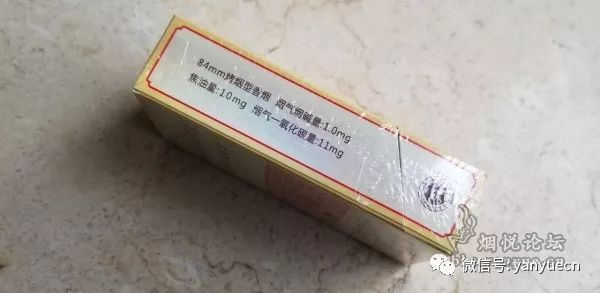 84mm烤烟型香烟 烟气烟碱量:1.0mg
焦油量:10mg 烟气一氧化碳量:11mg
烟悦论坛
微信号:yanyuecn